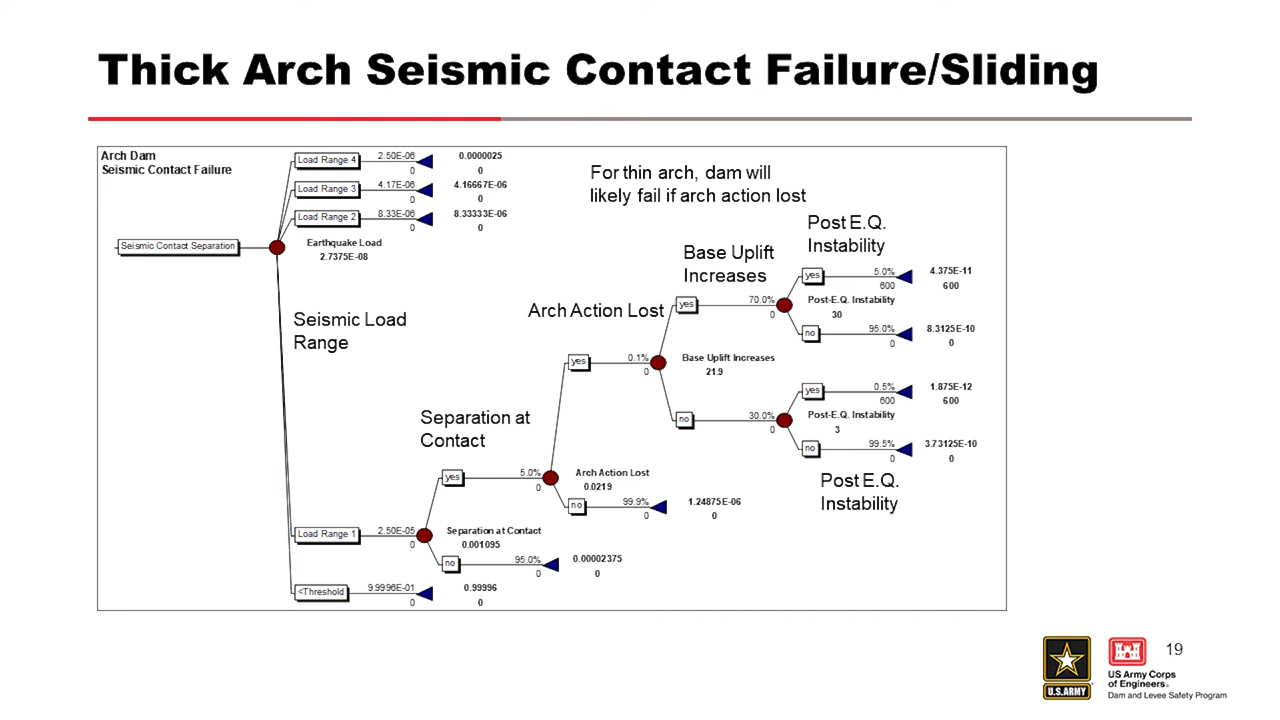 Thick Arch Seismic Contact Failure/Sliding
Arch Dam
Seismic Contact Failure
Load Range 4
2.50E-06
0
0.0000025
0
Load Range 3
4.17E-06
0
4.16667E-06
0
Load Range 2
8.33E-06
0
8.33333E-06
0
Seismic Contact Separation
Earthquake Load
2.7375E-08
For thin arch, dam will
likely fail if arch action lost
Seismic Load
Range
Separation at
Contact
Arch Action Lost
Base Uplift
Increases
Post E.Q.
Instability
yes
5.0%
600
4.375E-11
600
yes
70.0%
0
Post-E.Q. Instability
30
no
95.0%
0
8.3125E-10
0
yes
0.1%
0
Base Uplift Increases
21.9
yes
0.5%
600
1.875E-12
600
no
30.0%
0
Post-E.Q. Instability
3
no
99.5%
0
3.73125E-10
0
Post E.Q.
Instability
yes
5.0%
0
Arch Action Lost
0.0219
no
99.9%
0
1.24875E-06
0
Load Range 1
2.50E-05
0
Separation at Contact
0.001095
no
95.0%
0
0.00002375
0
<Threshold
9.9996E-01
0
0.99996
0
U.S.ARMY
US Army Corps
of Engineers®
Dam and Levee Safety Program
19